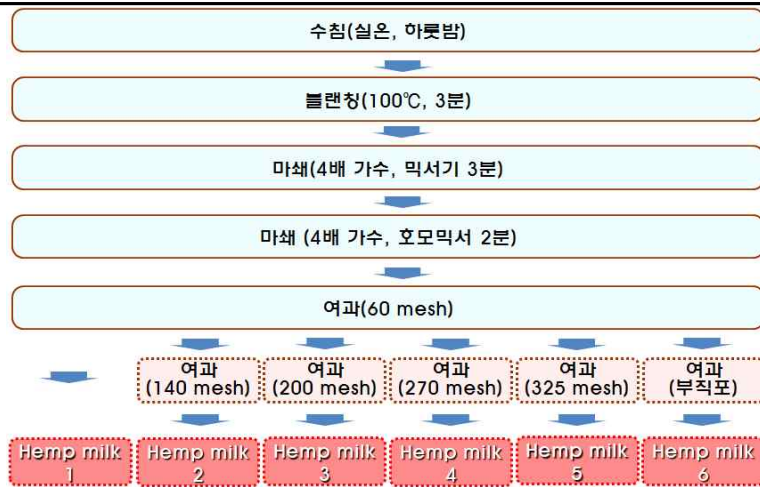 수침(실온, 하룻밤)
블랜칭(100℃, 3분)
마쇄(4배 가수, 믹서기 3분)
마쇄 (4배 가수, 호모믹서 2분)
여과(60 mesh)
여과
(140 mesh)
여과
(200 mesh)
여과
(270 mesh)
여과
(325 mesh)
여과
(부직포)
Hemp milk
1
Hemp milk
2
Hemp milk
3
Hemp milk
4
Hemp milk
5
Hemp milk
6